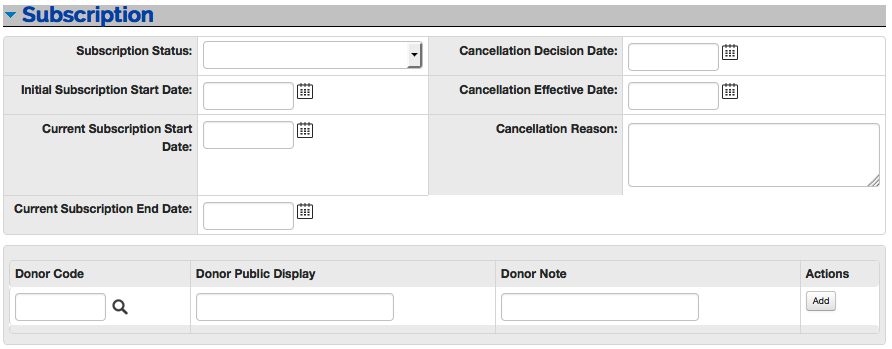 Subscription
Subscription Status:
Cancellation Decision Date:
Initial Subscription Start Date:
Cancellation Effective Date:
Current Subscription Start
Date:
Cancellation Reason:
Current Subscription End Date:
Donor Code
Donor Public Display
Donor Note
Actions
Add